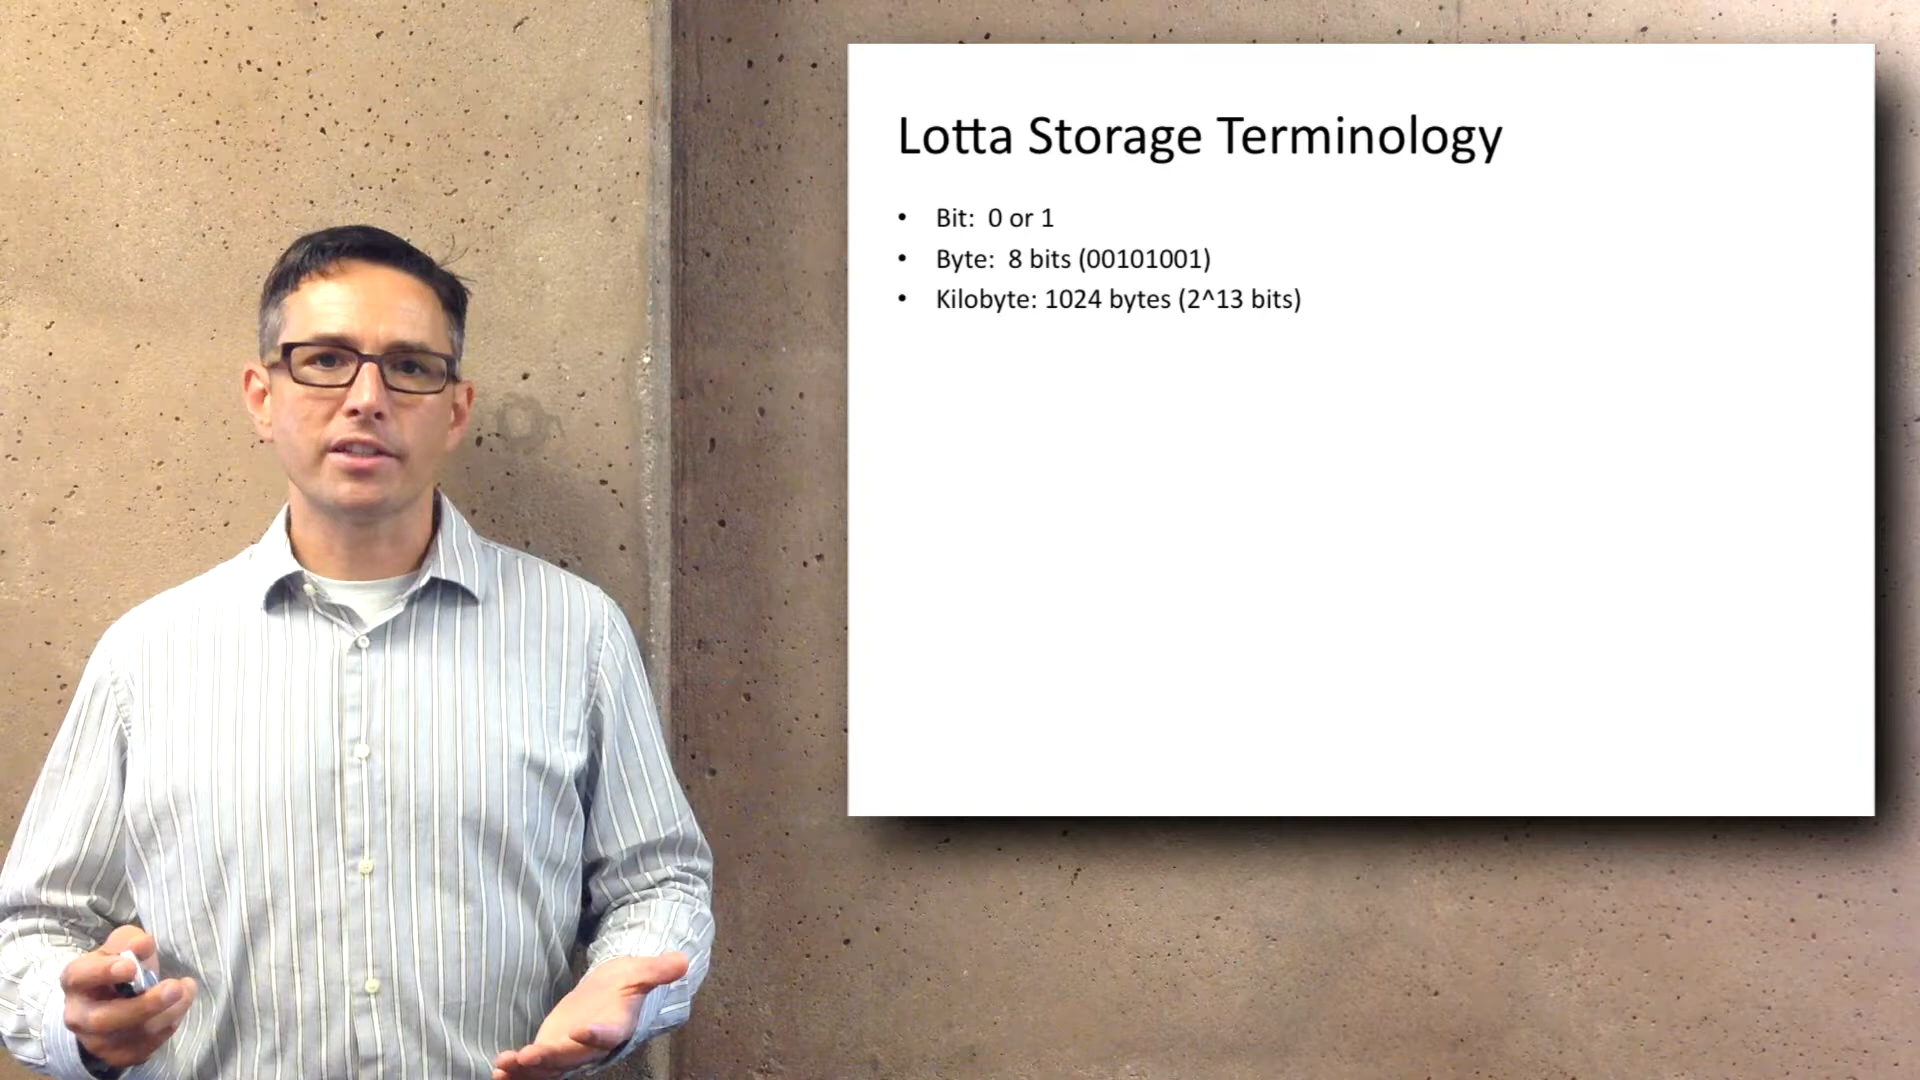 Lotta Storage Terminology
• Bit: 0 or 1
• Byte: 8 bits (00101001)
• Kilobyte: 1024 bytes (2^13 bits)